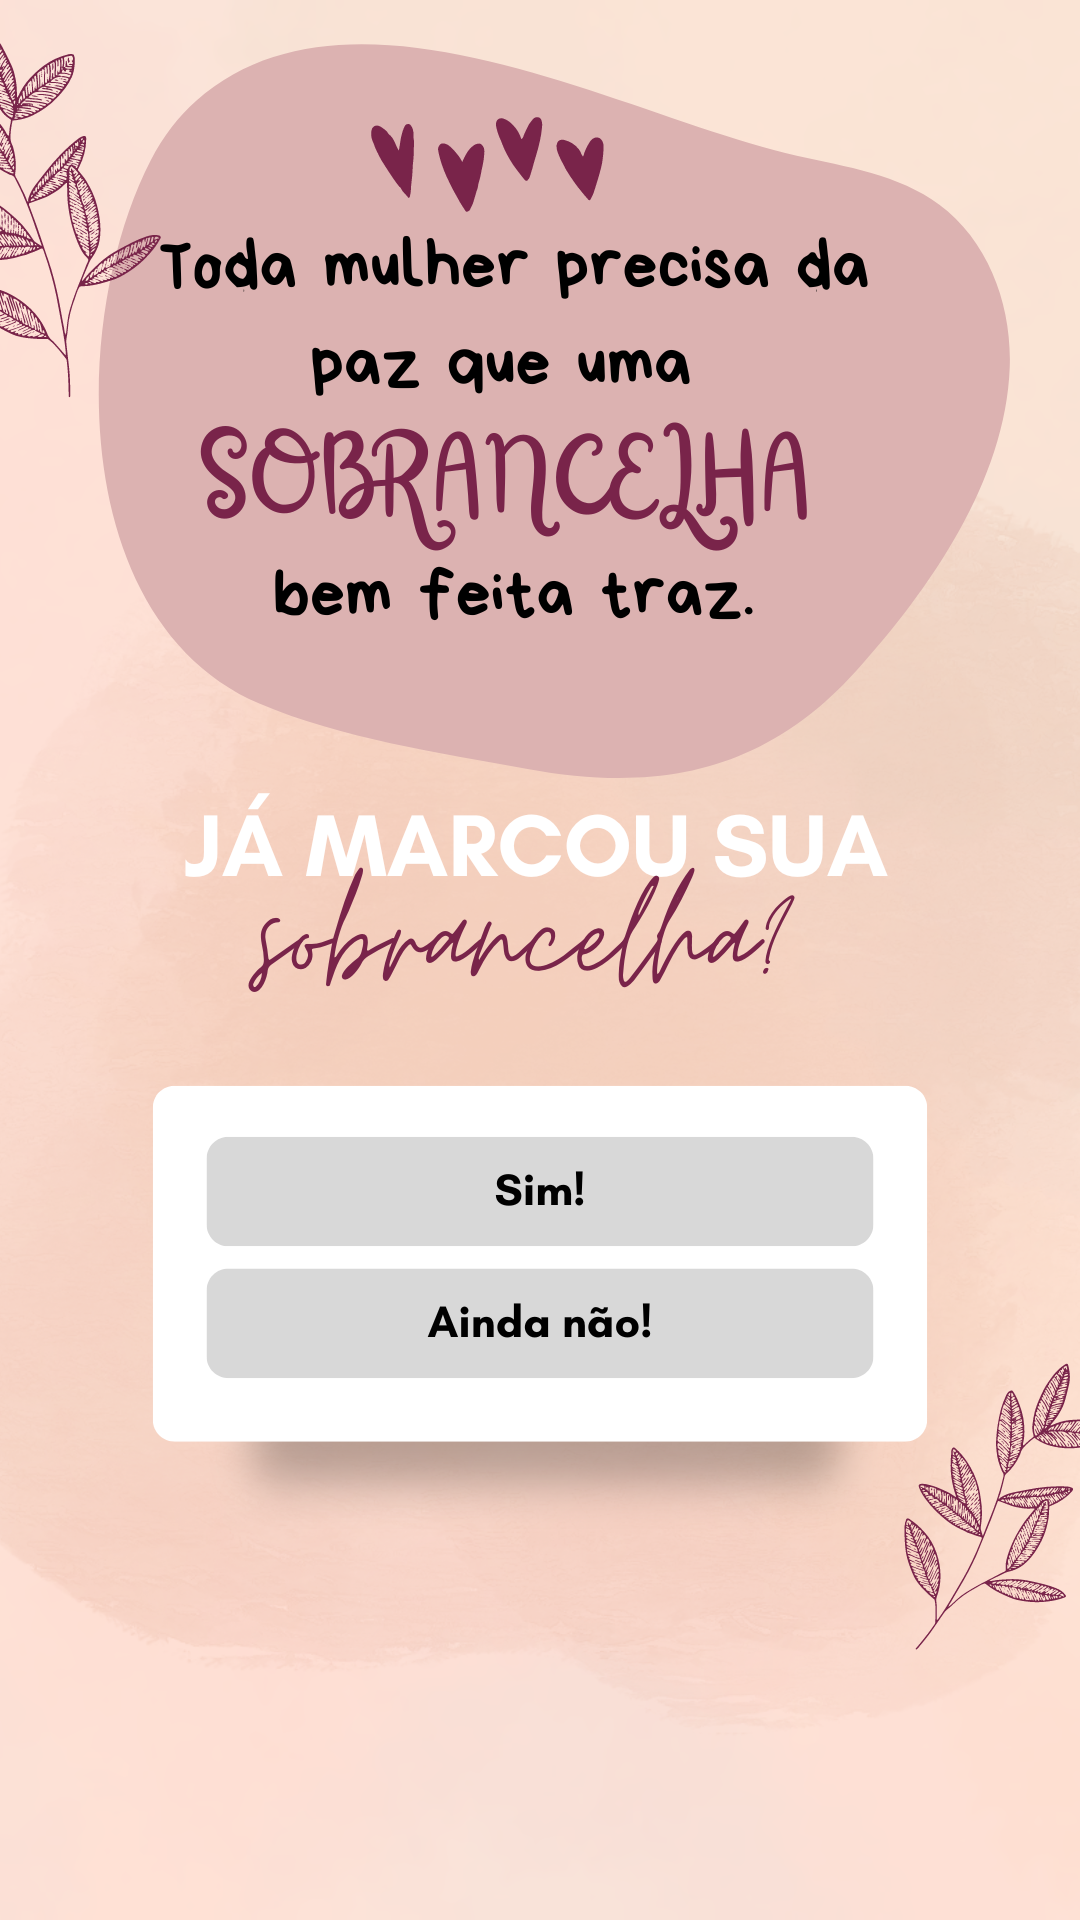 Toda mulher precisa da
paz que uma
SOBRANCELHA
bem feita traz.
JÁ MARCOU SUA
sobrancelha?
Sim!
Ainda não!